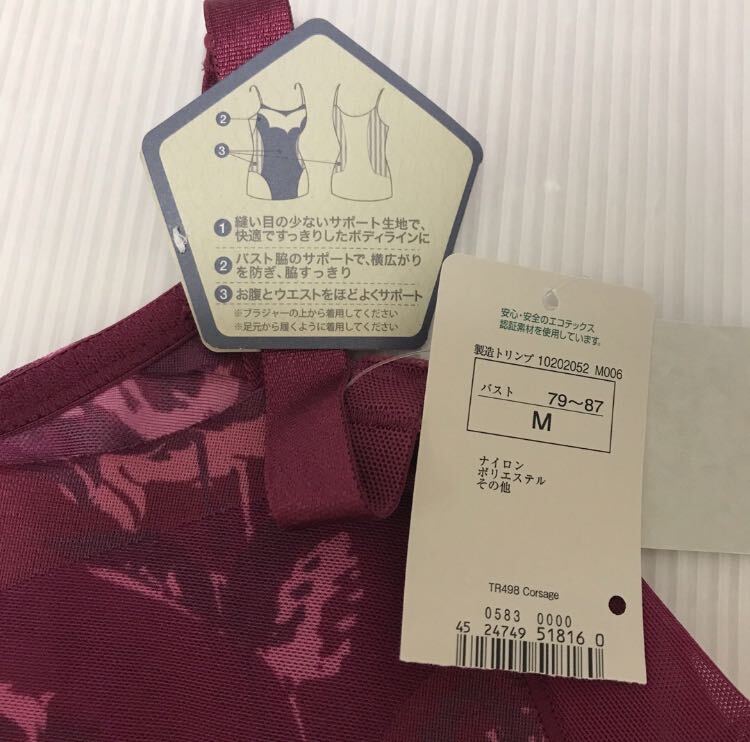 2
3
1 縫い目の少ないサポート生地で、
快適ですっきりしたボディラインに
2 バスト脇のサポートで、横広がり
を防ぎ、脇すっきり
3 お腹とウエストをほどよくサポート
※ブラジャーの上から着用してください
※足元から履くように着用してください
安心・安全のエコテックス
認証素材を使用しています。
製造トリンプ 10202052 M006
バスト 79～87
M
ナイロン
ポリエステル
その他
TR498 Corsage
0583 0000
45 24749 51816 0